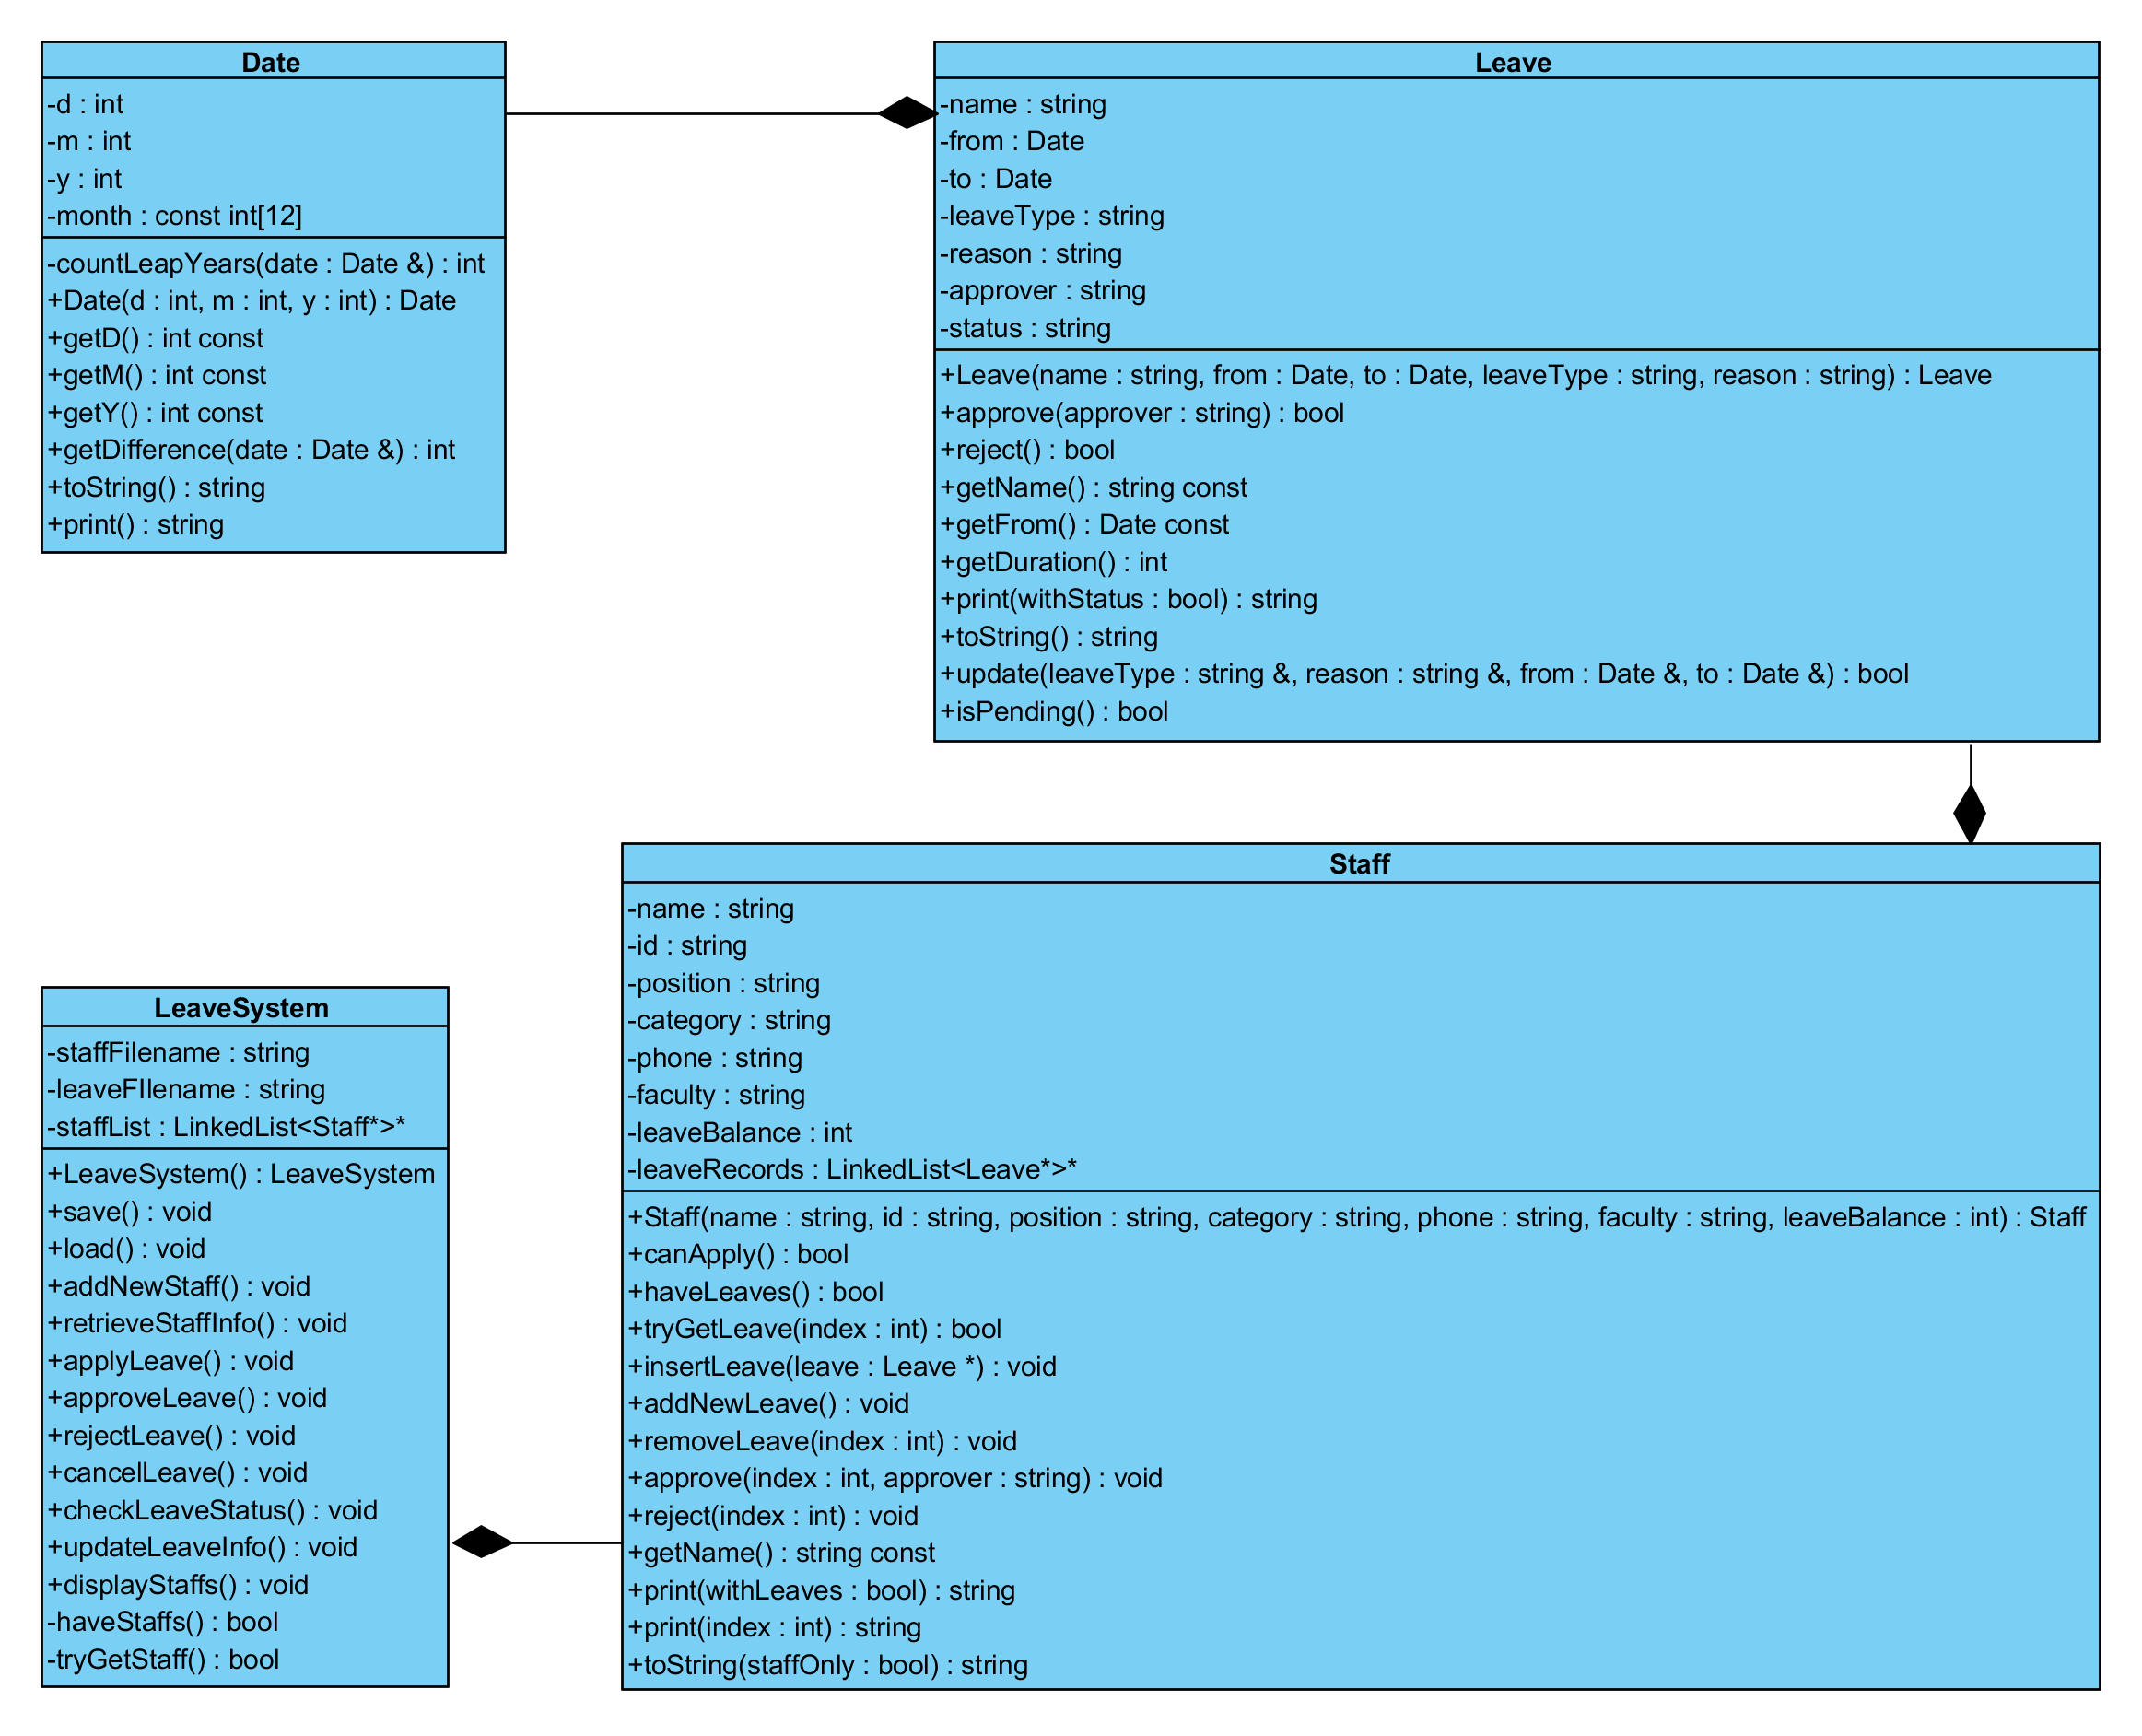 Date
-d : int
-m : int
-y : int
-month : const int[12]
-countLeapYears(date : Date &) : int
+Date(d : int, m : int, y : int) : Date
+getD() : int const
+getM() : int const
+getY() : int const
+getDifference(date : Date &) : int
+toString() : string
+print() : string
Leave
-name : string
-from : Date
-to : Date
-leaveType : string
-reason : string
-approver : string
-status : string
+Leave(name : string, from : Date, to : Date, leaveType : string, reason : string) : Leave
+approve(approver : string) : bool
+reject() : bool
+getName() : string const
+getFrom() : Date const
+getDuration() : int
+print(withStatus : bool) : string
+toString() : string
+update(leaveType : string &, reason : string &, from : Date &, to : Date &) : bool
+isPending() : bool
LeaveSystem
-staffFilename : string
-leaveFIlename : string
-staffList : LinkedList<Staff*>*
+LeaveSystem() : LeaveSystem
+save() : void
+load() : void
+addNewStaff() : void
+retrieveStaffInfo() : void
+applyLeave() : void
+approveLeave() : void
+rejectLeave() : void
+cancelLeave() : void
+checkLeaveStatus() : void
+updateLeaveInfo() : void
+displayStaffs() : void
-haveStaffs() : bool
-tryGetStaff() : bool
Staff
-name : string
-id : string
-position : string
-category : string
-phone : string
-faculty : string
-leaveBalance : int
-leaveRecords : LinkedList<Leave*>*
+Staff(name : string, id : string, position : string, category : string, phone : string, faculty : string, leaveBalance : int) : Staff
+canApply() : bool
+haveLeaves() : bool
+tryGetLeave(index : int) : bool
+insertLeave(leave : Leave *) : void
+addNewLeave() : void
+removeLeave(index : int) : void
+approve(index : int, approver : string) : void
+reject(index : int) : void
+getName() : string const
+print(withLeaves : bool) : string
+print(index : int) : string
+toString(staffOnly : bool) : string